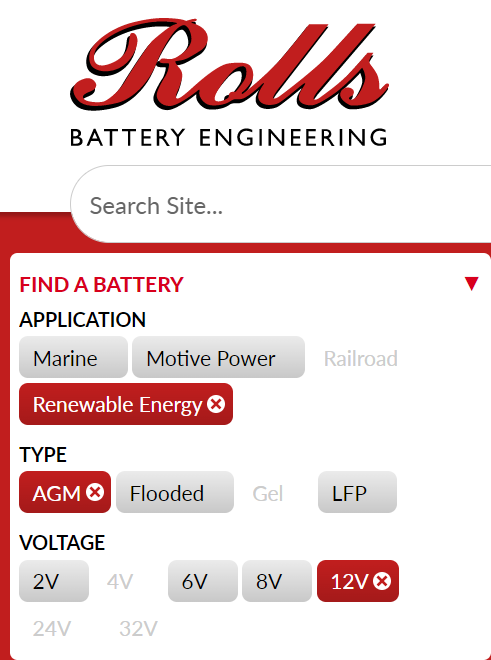 Rolls
BATTERY ENGINEERING
Search Site...
FIND A BATTERY ▼
APPLICATION
Marine Motive Power Railroad
Renewable Energy
TYPE
AGM Flooded Gel LFP
VOLTAGE
2V 4V 6V 8V 12V
24V 32V